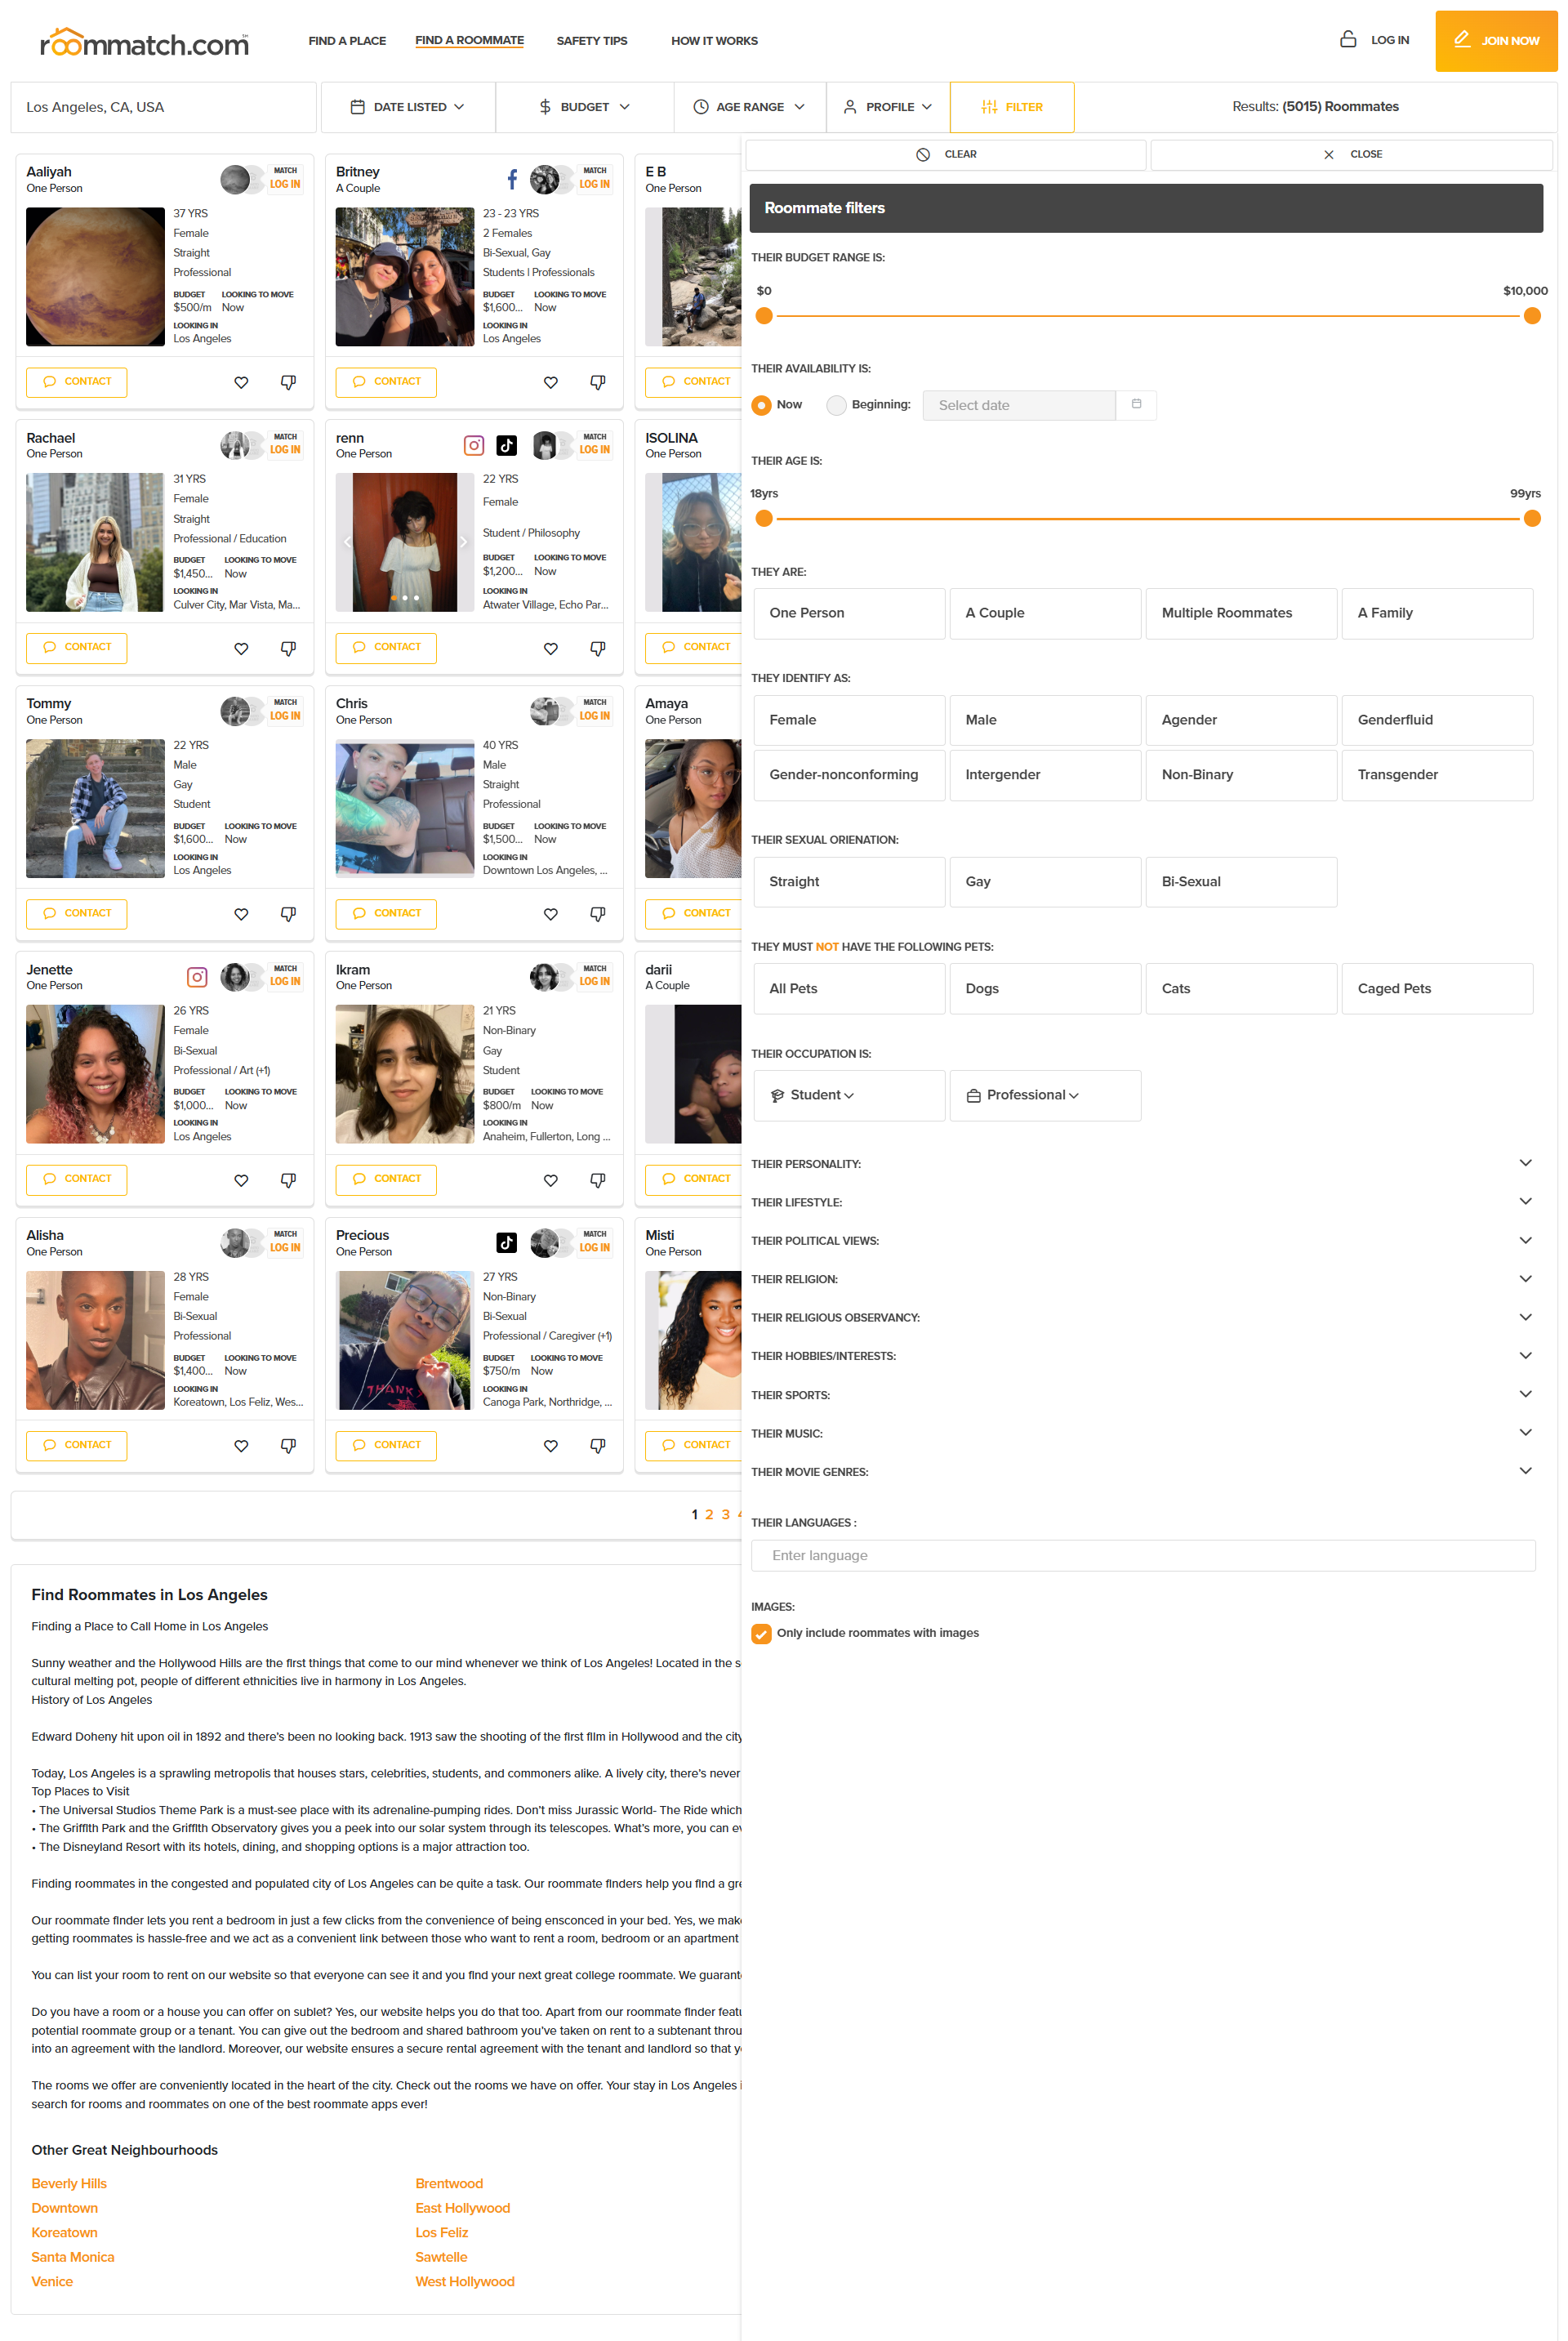 roommatch.com
FIND A PLACE
FIND A ROOMMATE
SAFETY TIPS
HOW IT WORKS
LOG IN
JOIN NOW
Los Angeles, CA, USA
DATE LISTED
BUDGET
AGE RANGE
PROFILE
FILTER
Results: (5015) Roommates
Aaliyah
One Person
MATCH
LOG IN
37 YRS
Female
Straight
Professional
BUDGET LOOKING TO MOVE
$500/m Now
LOOKING IN
Los Angeles
CONTACT
Britney
A Couple
MATCH
LOG IN
23 - 23 YRS
2 Females
Bi-Sexual, Gay
Students | Professionals
BUDGET LOOKING TO MOVE
$1,600... Now
LOOKING IN
Los Angeles
CONTACT
E B
One Person
CONTACT
Rachael
One Person
MATCH
LOG IN
31 YRS
Female
Straight
Professional / Education
BUDGET LOOKING TO MOVE
$1,450... Now
LOOKING IN
Culver City, Mar Vista, Ma...
CONTACT
renn
One Person
MATCH
LOG IN
22 YRS
Female
Student / Philosophy
BUDGET LOOKING TO MOVE
$1,200... Now
LOOKING IN
Atwater Village, Echo Par...
CONTACT
ISOLINA
One Person
CONTACT
Tommy
One Person
MATCH
LOG IN
22 YRS
Male
Gay
Student
BUDGET LOOKING TO MOVE
$1,600... Now
LOOKING IN
Los Angeles
CONTACT
Chris
One Person
MATCH
LOG IN
40 YRS
Male
Straight
Professional
BUDGET LOOKING TO MOVE
$1,500... Now
LOOKING IN
Downtown Los Angeles, ...
CONTACT
Amaya
One Person
CONTACT
Jenette
One Person
MATCH
LOG IN
26 YRS
Female
Bi-Sexual
Professional / Art (+1)
BUDGET LOOKING TO MOVE
$1,000... Now
LOOKING IN
Los Angeles
CONTACT
Ikram
One Person
MATCH
LOG IN
21 YRS
Non-Binary
Gay
Student
BUDGET LOOKING TO MOVE
$800/m Now
LOOKING IN
Anaheim, Fullerton, Long ...
CONTACT
darii
A Couple
CONTACT
Alisha
One Person
MATCH
LOG IN
28 YRS
Female
Bi-Sexual
Professional
BUDGET LOOKING TO MOVE
$1,400... Now
LOOKING IN
Koreatown, Los Feliz, Wes...
CONTACT
Precious
One Person
MATCH
LOG IN
27 YRS
Non-Binary
Bi-Sexual
Professional / Caregiver (+1)
BUDGET LOOKING TO MOVE
$750/m Now
LOOKING IN
Canoga Park, Northridge, ...
CONTACT
Misti
One Person
CONTACT
1 2 3
Find Roommates in Los Angeles
Finding a Place to Call Home in Los Angeles
Sunny weather and the Hollywood Hills are the first things that come to our mind whenever we think of Los Angeles! Located in the
cultural melting pot, people of different ethnicities live in harmony in Los Angeles.
History of Los Angeles
Edward Doheny hit upon oil in 1892 and there's been no looking back. 1913 saw the shooting of the first film in Hollywood and the city
Today, Los Angeles is a sprawling metropolis that houses stars, celebrities, students, and commoners alike. A lively city, there's never
Top Places to Visit
• The Universal Studios Theme Park is a must-see place with its adrenaline-pumping rides. Don't miss Jurassic World- The Ride which
• The Griffith Park and the Griffith Observatory gives you a peek into our solar system through its telescopes. What's more, you can
• The Disneyland Resort with its hotels, dining, and shopping options is a major attraction too.
Finding roommates in the congested and populated city of Los Angeles can be quite a task. Our roommate finders help you find a
Our roommate finder lets you rent a bedroom in just a few clicks from the convenience of being ensconced in your bed. Yes, we
getting roommates is hassle-free and we act as a convenient link between those who want to rent a room, bedroom or an apartment
You can list your room to rent on our website so that everyone can see it and you find your next great college roommate. We
Do you have a room or a house you can offer on sublet? Yes, our website helps you do that too. Apart from our roommate finder
potential roommate group or a tenant. You can give out the bedroom and shared bathroom you've taken on rent to a subtenant
into an agreement with the landlord. Moreover, our website ensures a secure rental agreement with the tenant and landlord so that
The rooms we offer are conveniently located in the heart of the city. Check out the rooms we have on offer. Your stay in Los Angeles
search for rooms and roommates on one of the best roommate apps ever!
Other Great Neighbourhoods
Beverly Hills
Brentwood
Downtown
East Hollywood
Koreatown
Los Feliz
Santa Monica
Sawtelle
Venice
West Hollywood
CLEAR
CLOSE
Roommate filters
THEIR BUDGET RANGE IS:
$0 $10,000
THEIR AVAILABILITY IS:
Now
Beginning:
Select date
THEIR AGE IS:
18yrs 99yrs
THEY ARE:
One Person
A Couple
Multiple Roommates
A Family
THEY IDENTIFY AS:
Female
Male
Agender
Genderfluid
Gender-nonconforming
Intergender
Non-Binary
Transgender
THEIR SEXUAL ORIENATION:
Straight
Gay
Bi-Sexual
THEY MUST NOT HAVE THE FOLLOWING PETS:
All Pets
Dogs
Cats
Caged Pets
THEIR OCCUPATION IS:
Student
Professional
THEIR PERSONALITY:
THEIR LIFESTYLE:
THEIR POLITICAL VIEWS:
THEIR RELIGION:
THEIR RELIGIOUS OBSERVANCY:
THEIR HOBBIES/INTERESTS:
THEIR SPORTS:
THEIR MUSIC:
THEIR MOVIE GENRES:
THEIR LANGUAGES :
Enter language
IMAGES:
Only include roommates with images